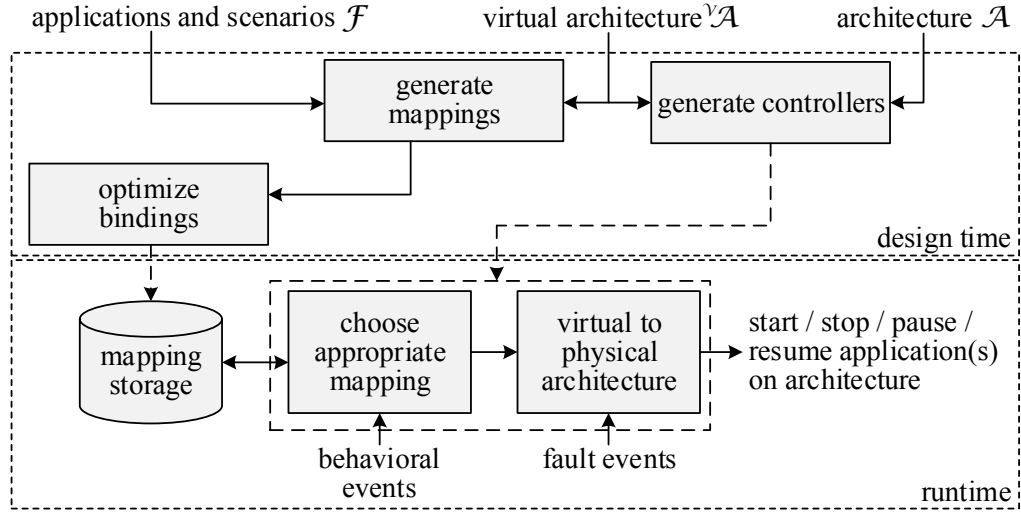 applications and scenarios ℱ
virtual architecture ᵛ𝒜
architecture 𝒜
generate
mappings
generate controllers
optimize
bindings
design time
mapping
storage
choose
appropriate
mapping
virtual to
physical
architecture
start / stop / pause /
resume application(s)
on architecture
behavioral
events
fault events
runtime